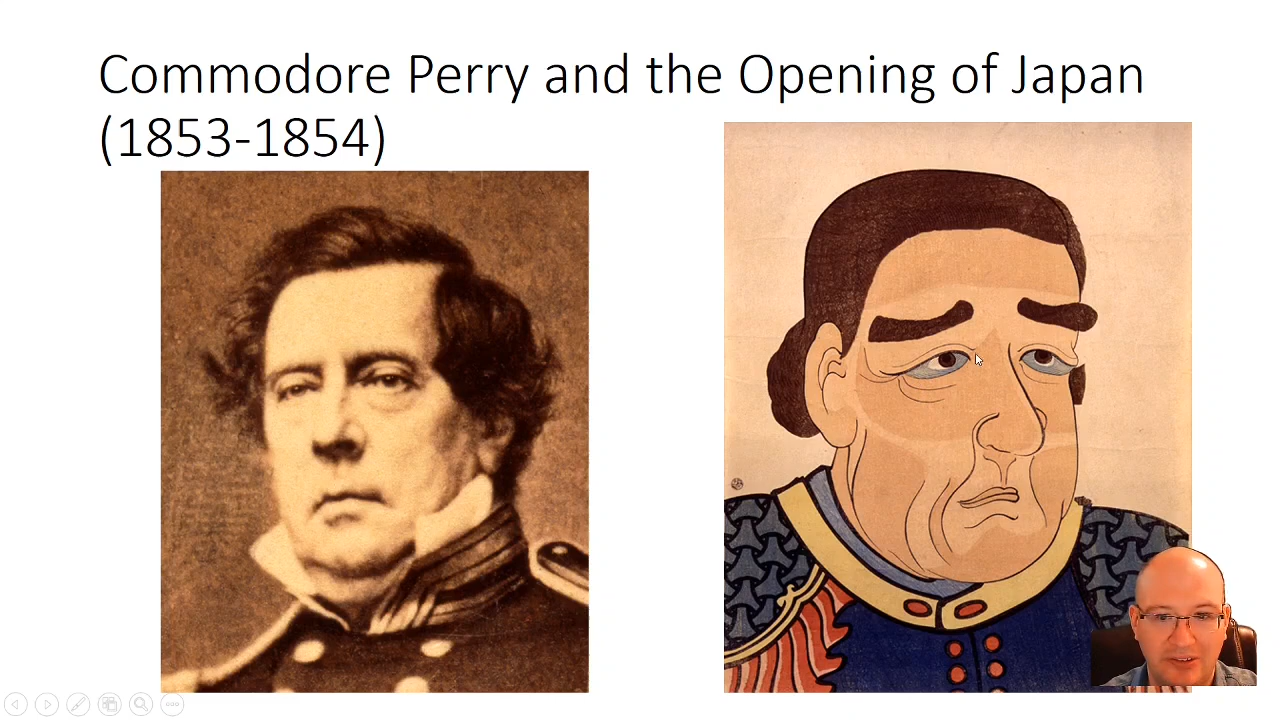 Commodore Perry and the Opening of Japan
(1853-1854)